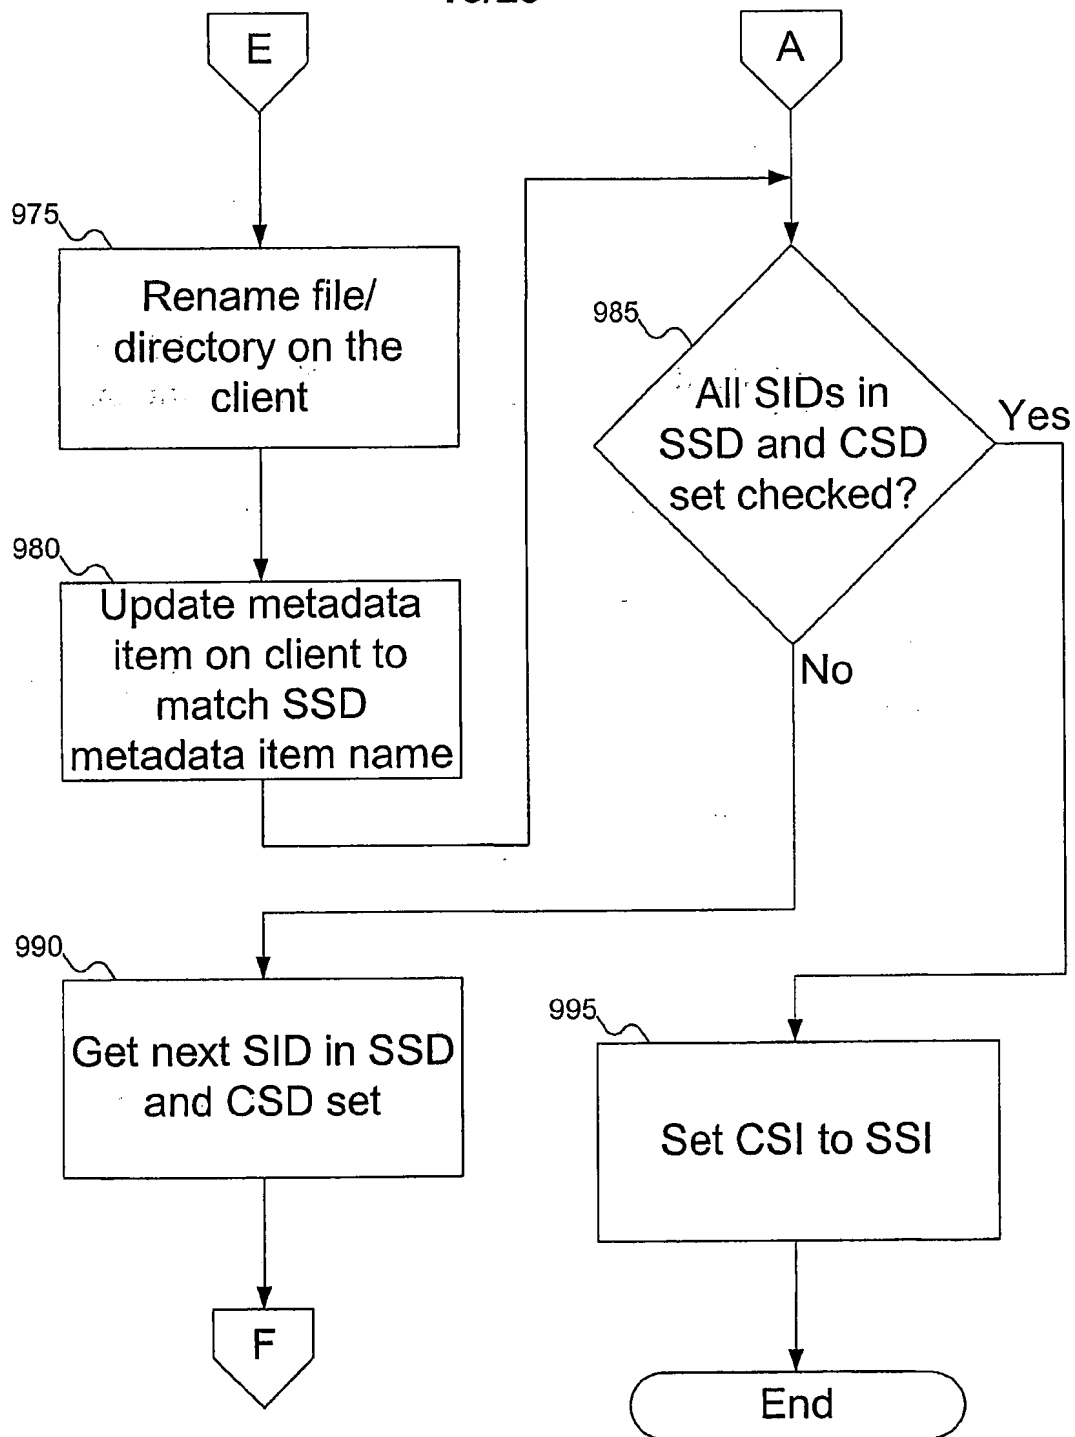 E
A
975
Rename file/
directory on the
client
985
All SIDs in
SSD and CSD
set checked?
Yes
No
980
Update metadata
item on client to
match SSD
metadata item name
990
Get next SID in SSD
and CSD set
995
Set CSI to SSI
F
End